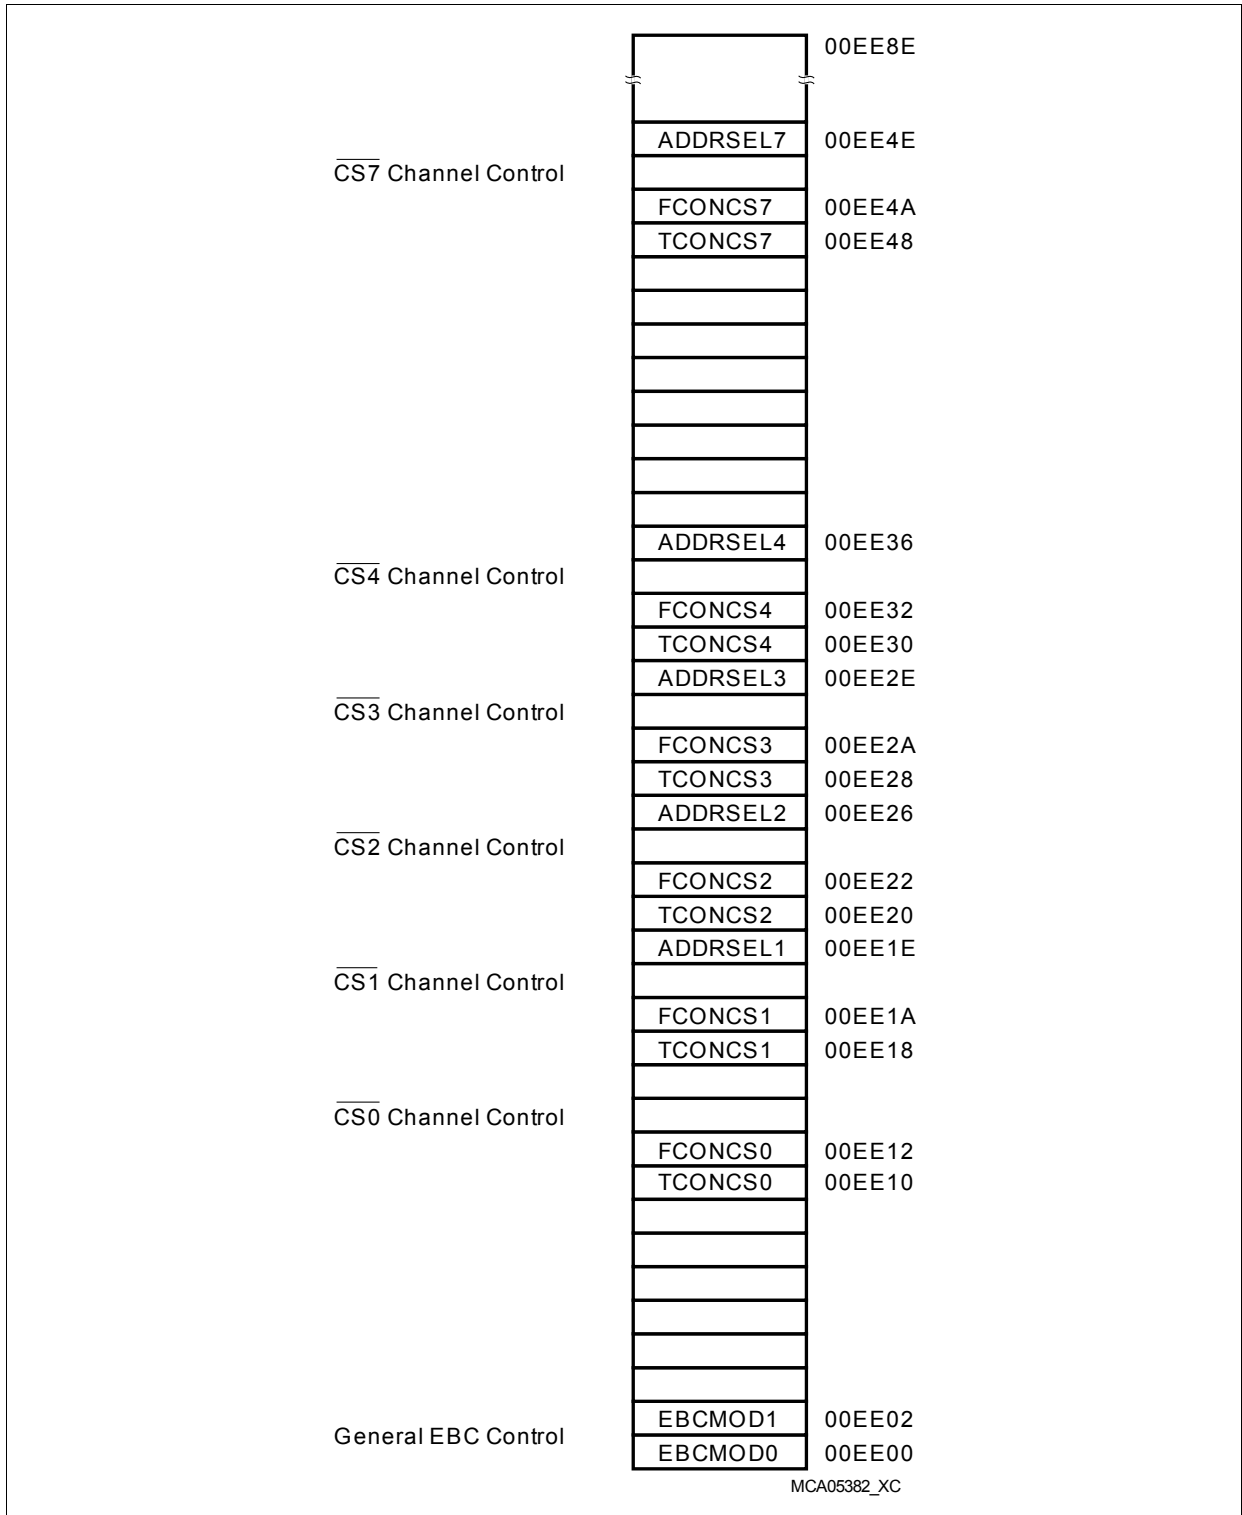 00EE8E
ADDRSEL7 00EE4E
CS7 Channel Control
FCONCS7 00EE4A
TCONCS7 00EE48
ADDRSEL4 00EE36
CS4 Channel Control
FCONCS4 00EE32
TCONCS4 00EE30
ADDRSEL3 00EE2E
CS3 Channel Control
FCONCS3 00EE2A
TCONCS3 00EE28
ADDRSEL2 00EE26
CS2 Channel Control
FCONCS2 00EE22
TCONCS2 00EE20
ADDRSEL1 00EE1E
CS1 Channel Control
FCONCS1 00EE1A
TCONCS1 00EE18
CS0 Channel Control
FCONCS0 00EE12
TCONCS0 00EE10
EBCMOD1 00EE02
General EBC Control
EBCMOD0 00EE00
MCA05382_XC